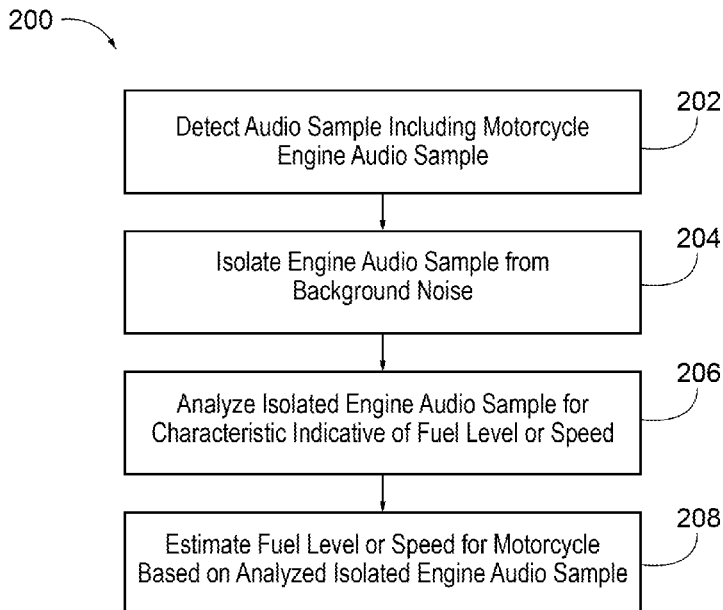 200
202
Detect Audio Sample Including Motorcycle
Engine Audio Sample
204
Isolate Engine Audio Sample from
Background Noise
206
Analyze Isolated Engine Audio Sample for
Characteristic Indicative of Fuel Level or Speed
208
Estimate Fuel Level or Speed for Motorcycle
Based on Analyzed Isolated Engine Audio Sample